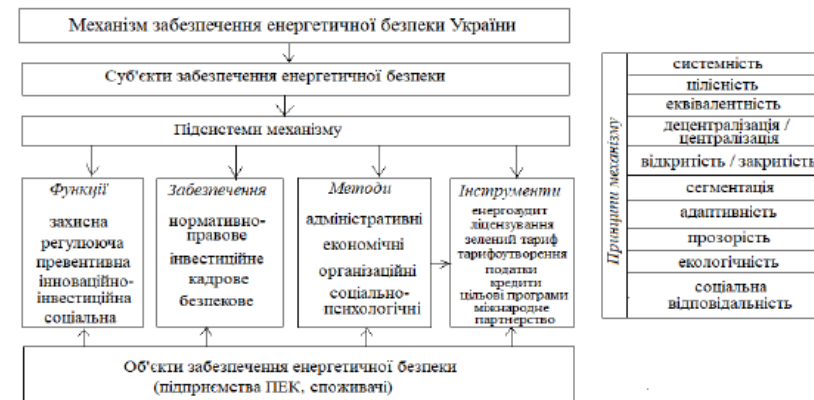 Механізм забезпечення енергетичної безпеки України
Суб'єкти забезпечення енергетичної безпеки
Підсистеми механізму
Функції
захисна
регулююча
превентивна
інноваційно-
інвестиційна
соціальна
Забезпечення
нормативно-
правове
інвестиційне
кадрове
безпекове
Методи
адміністративні
економічні
організаційні
соціально-
психологічні
Інструменти
енергоаудит
ліцензування
зелений тариф
тарифоутворення
податки
кредити
цільові програми
міжнародне
партнерство
Об'єкти забезпечення енергетичної безпеки
(підприємства ПЕК, споживачі)
Принципи механізму
системність
цілісність
еквівалентність
децентралізація /
централізація
відкритість / закритість
сегментація
адаптивність
прозорість
екологічність
соціальна
відповідальність